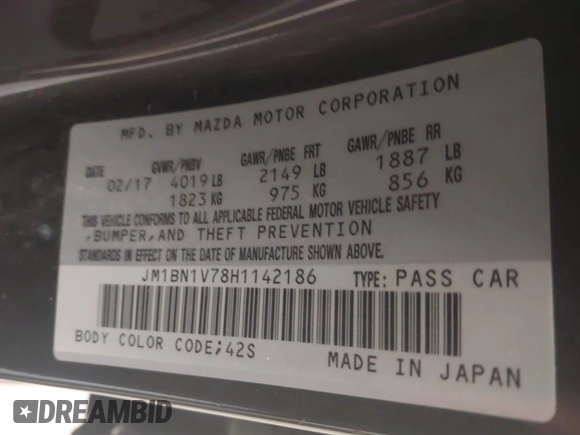 MFD. BY MAZDA MOTOR CORPORATION
DATE GVWR/PNBV GAWR/PNBE FRT GAWR/PNBE RR
02/17 4019 LB 2149 LB 1887 LB
1823 KG 975 KG 856 KG
THIS VEHICLE CONFORMS TO ALL APPLICABLE FEDERAL MOTOR VEHICLE SAFETY
,BUMPER,AND THEFT PREVENTION
STANDARDS IN EFFECT ON THE DATE OF MANUFACTURE SHOWN ABOVE.
JM1BN1V78H1142186 TYPE: PASS CAR
BODY COLOR CODE;42S
MADE IN JAPAN
DREAMBID